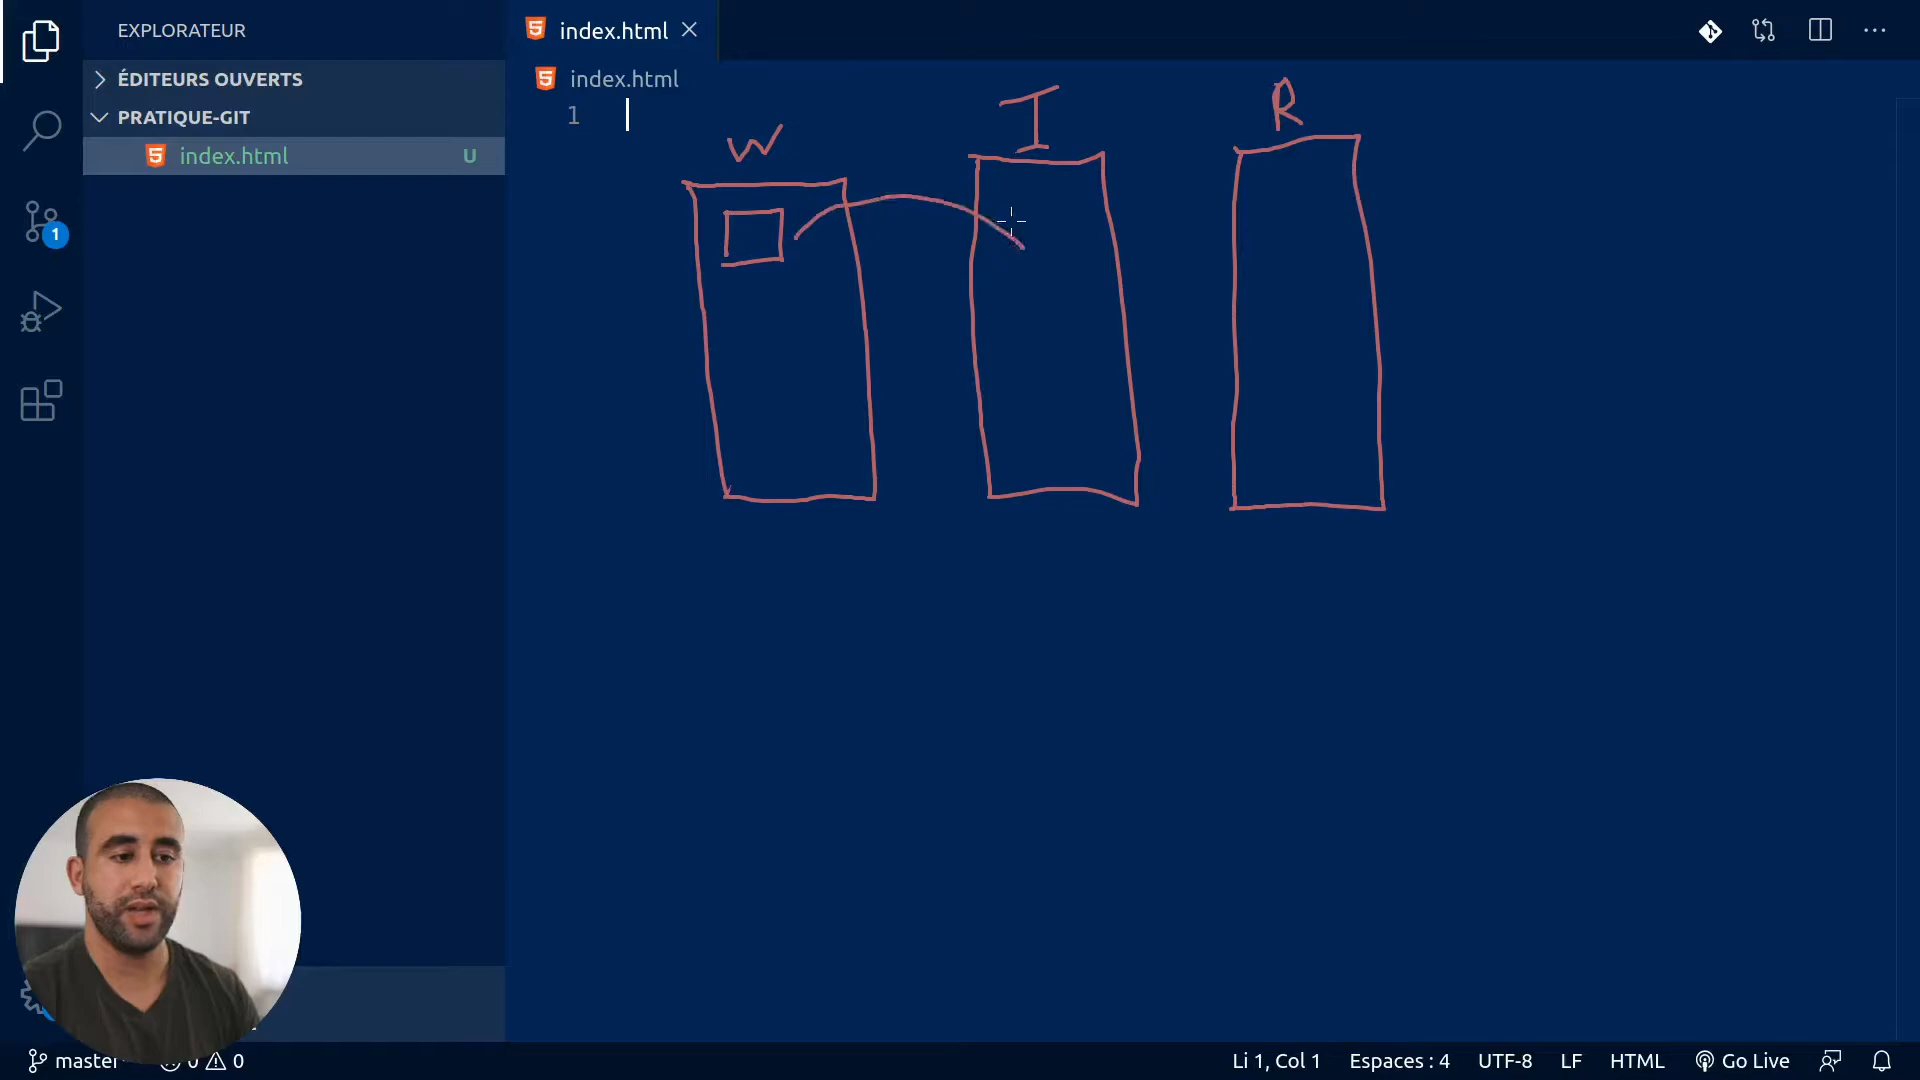 EXPLORATEUR
ÉDITEURS OUVERTS
PRATIQUE-GIT
index.html U
1
index.html
index.html
1
W
I
R
master
0 0
Li 1, Col 1
Espaces : 4
UTF-8
LF
HTML
Go Live